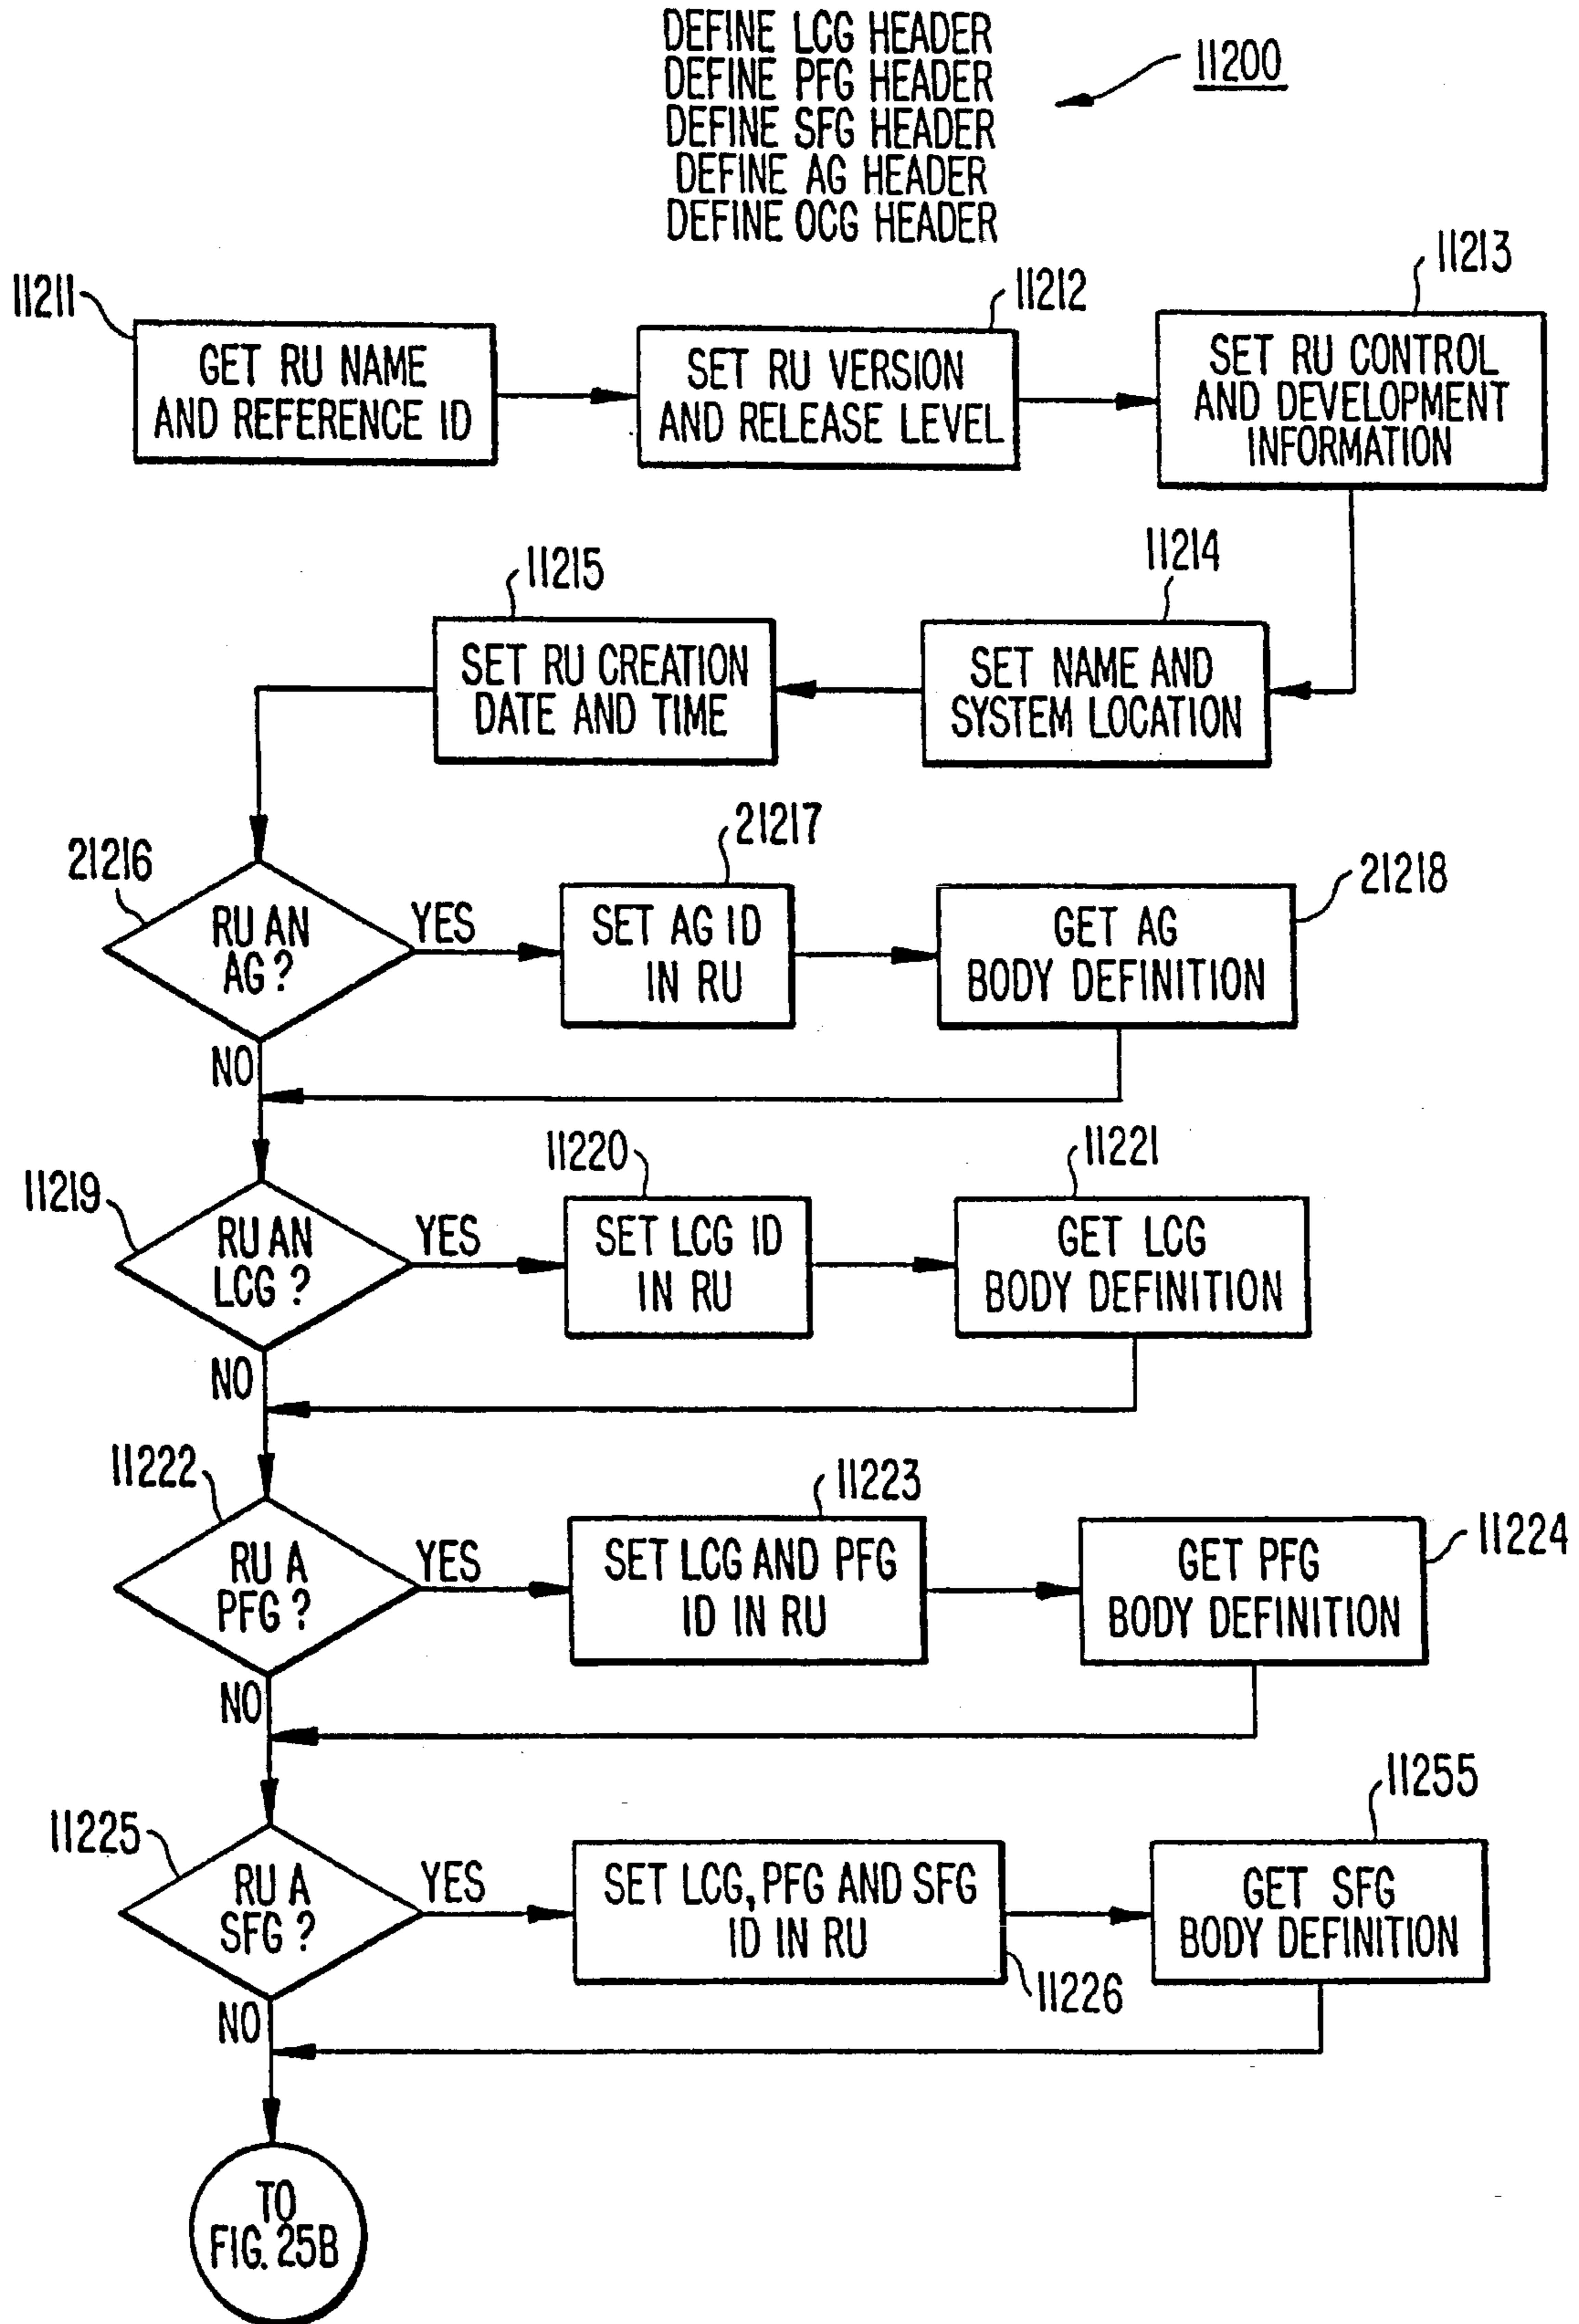 DEFINE LCG HEADER
DEFINE PFG HEADER
DEFINE SFG HEADER
DEFINE AG HEADER
DEFINE OCG HEADER
11200
11211
GET RU NAME
AND REFERENCE ID
11212
SET RU VERSION
AND RELEASE LEVEL
11213
SET RU CONTROL
AND DEVELOPMENT
INFORMATION
11215
SET RU CREATION
DATE AND TIME
11214
SET NAME AND
SYSTEM LOCATION
21216
RU AN
AG?
YES
21217
SET AG ID
IN RU
21218
GET AG
BODY DEFINITION
NO
11219
RU AN
LCG?
YES
11220
SET LCG ID
IN RU
11221
GET LCG
BODY DEFINITION
NO
11222
RU A
PFG?
YES
11223
SET LCG AND PFG
ID IN RU
11224
GET PFG
BODY DEFINITION
NO
11225
RU A
SFG?
YES
SET LCG, PFG AND SFG
ID IN RU
11226
11255
GET SFG
BODY DEFINITION
NO
TO
FIG. 25B